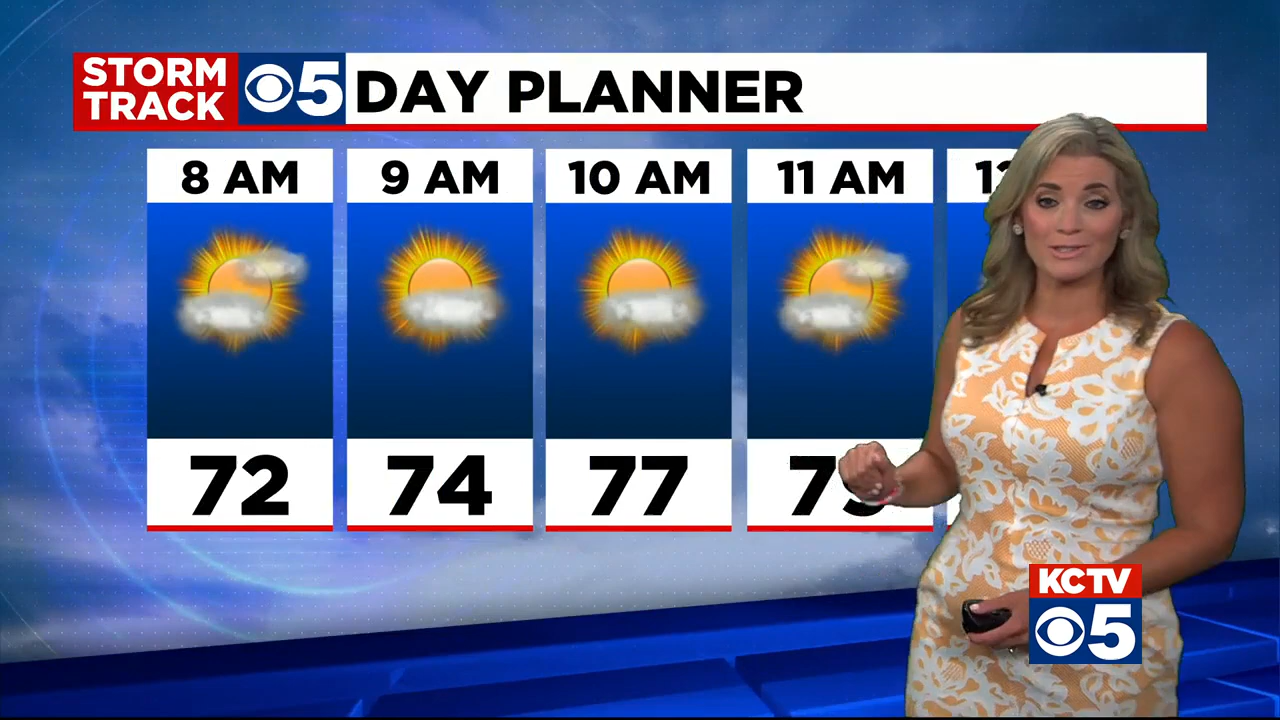 STORM
TRACK
5
DAY PLANNER
8 AM
9 AM
10 AM
11 AM
72
74
77
KCTV
5